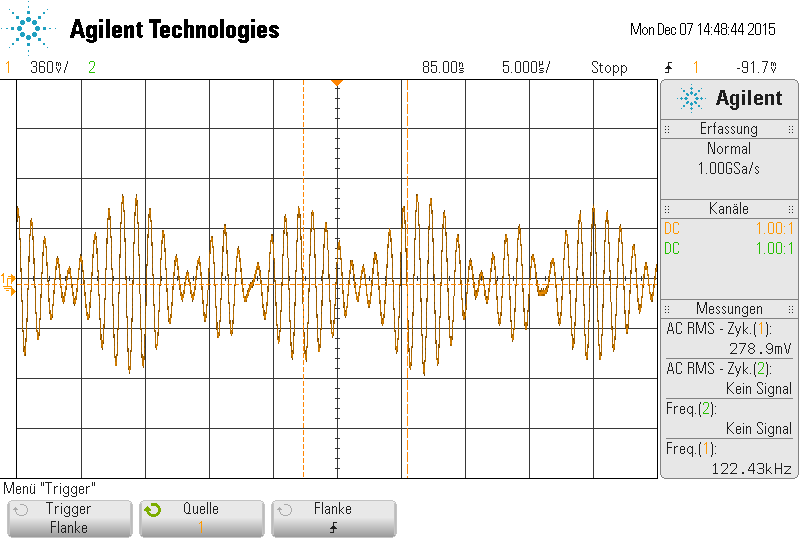 Agilent Technologies
Mon Dec 07 14:48:44 2015
1 360mV/ 2 85.00s 5.000s/ Stopp 1 -91.7mV
Agilent
Erfassung
Normal
1.00GSa/s
Kanäle
DC 1.00:1
DC 1.00:1
Messungen
AC RMS - Zyk.(1):
278.9mV
AC RMS - Zyk.(2):
Kein Signal
Freq.(2):
Kein Signal
Freq.(1):
122.43kHz
1
Menü "Trigger"
Trigger
Flanke
Quelle
1
Flanke